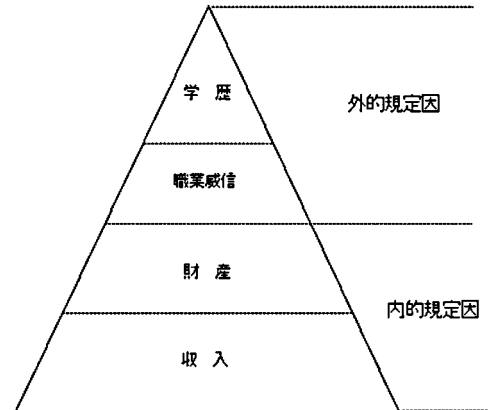 学 歴
外的規定因
職業威信
財 産
内的規定因
収 入